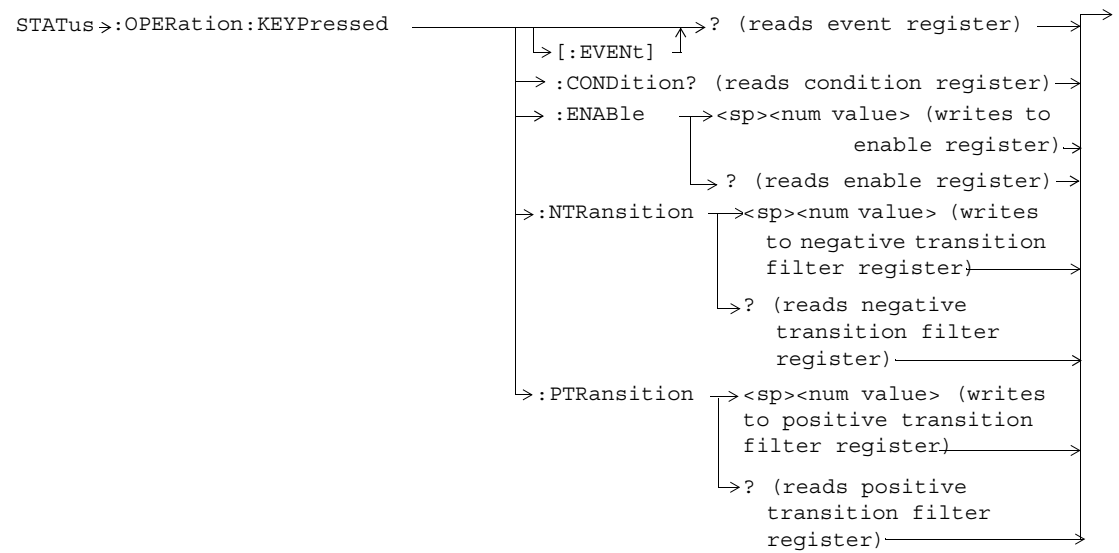 STATus :OPERation:KEYPressed ? (reads event register)
[:EVENt]
:CONDition? (reads condition register)
:ENABle <sp><num value> (writes to
enable register)
? (reads enable register)
:NTRansition <sp><num value> (writes
to negative transition
filter register)
? (reads negative
transition filter
register)
:PTRansition <sp><num value> (writes
to positive transition
filter register)
? (reads positive
transition filter
register)